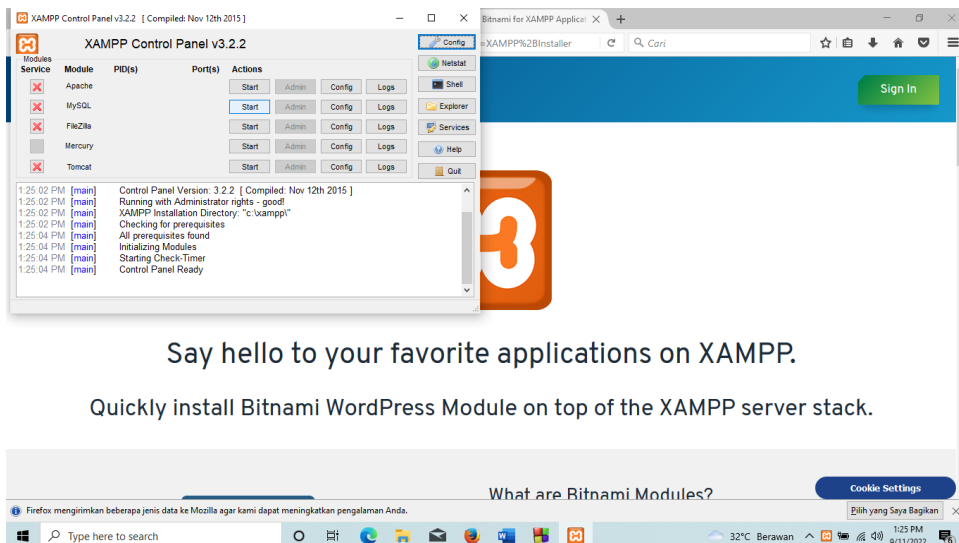 XAMPP Control Panel v3.2.2 [ Compiled: Nov 12th 2015 ]
XAMPP Control Panel v3.2.2
Modules
Service Module PID(s) Port(s) Actions
Apache Start Admin Config Logs
MySQL Start Admin Config Logs
FileZilla Start Admin Config Logs
Mercury Start Admin Config Logs
Tomcat Start Admin Config Logs
Config
Netstat
Shell
Explorer
Services
Help
Quit
1:25:02 PM [main] Control Panel Version: 3.2.2 [ Compiled: Nov 12th 2015 ]
1:25:02 PM [main] Running with Administrator rights - good!
1:25:02 PM [main] XAMPP Installation Directory: "c:\xampp\"
1:25:02 PM [main] Checking for prerequisites
1:25:04 PM [main] All prerequisites found
1:25:04 PM [main] Initializing Modules
1:25:04 PM [main] Starting Check-Timer
1:25:04 PM [main] Control Panel Ready
Bitnami for XAMPP Applicat
=XAMPP%2BInstaller
Cari
Sign In
Say hello to your favorite applications on XAMPP.
Quickly install Bitnami WordPress Module on top of the XAMPP server stack.
What are Bitnami Modules?
Cookie Settings
Firefox mengirimkan beberapa jenis data ke Mozilla agar kami dapat meningkatkan pengalaman Anda.
Pilih yang Saya Bagikan
Type here to search
32°C Berawan
1:25 PM
9/11/2022
6